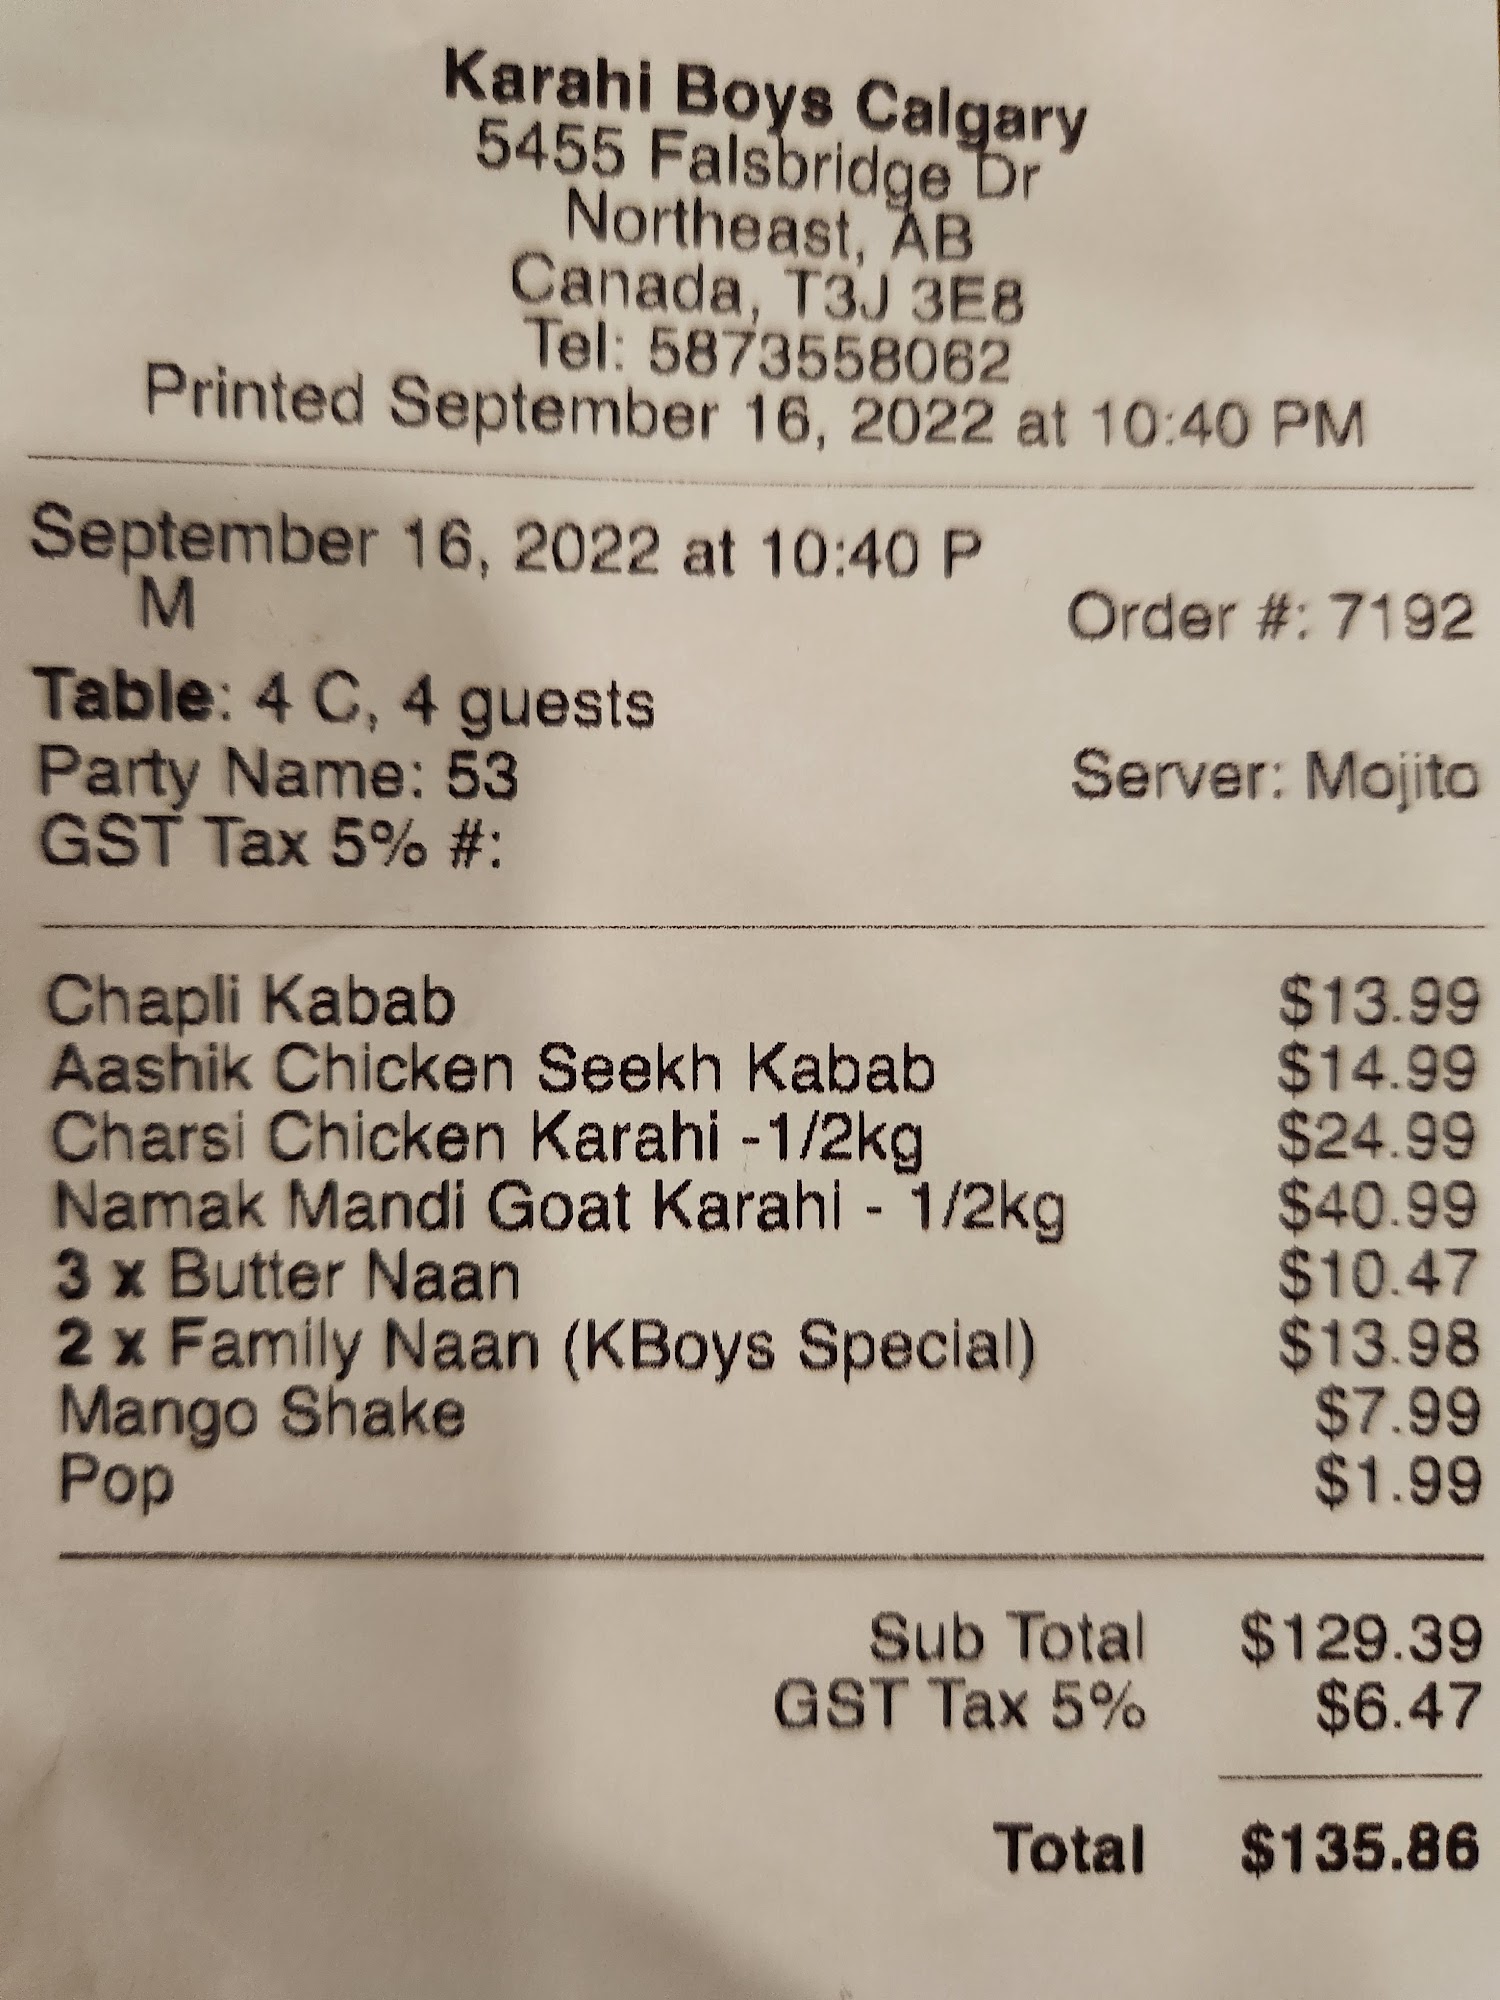 Karahi Boys Calgary
5455 Falsbridge Dr
Northeast, AB
Canada, T3J 3E8
Tel: 5873558062
Printed September 16, 2022 at 10:40 PM
September 16, 2022 at 10:40 P
M Order #: 7192
Table: 4 C, 4 guests
Party Name: 53 Server: Mojito
GST Tax 5% #:
Chapli Kabab $13.99
Aashik Chicken Seekh Kabab $14.99
Charsi Chicken Karahi -1/2kg $24.99
Namak Mandi Goat Karahi - 1/2kg $40.99
3 x Butter Naan $10.47
2 x Family Naan (KBoys Special) $13.98
Mango Shake $7.99
Pop $1.99
Sub Total $129.39
GST Tax 5% $6.47
Total $135.86